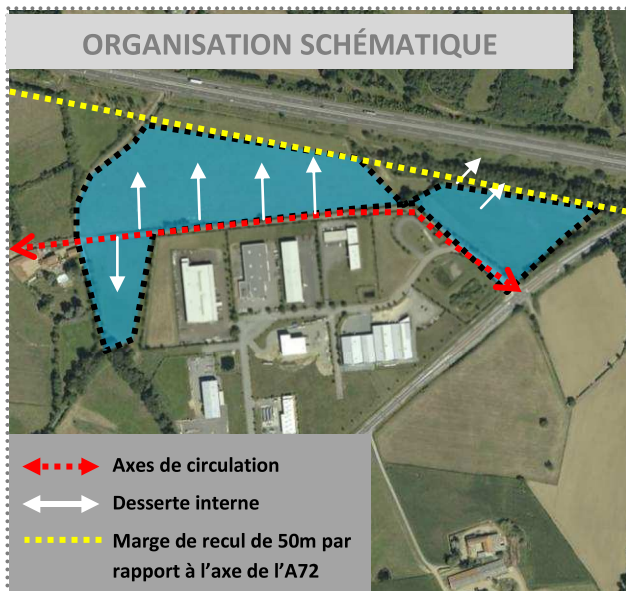 ORGANISATION SCHÉMATIQUE
Axes de circulation
Desserte interne
Marge de recul de 50m par
rapport à l'axe de l'A72